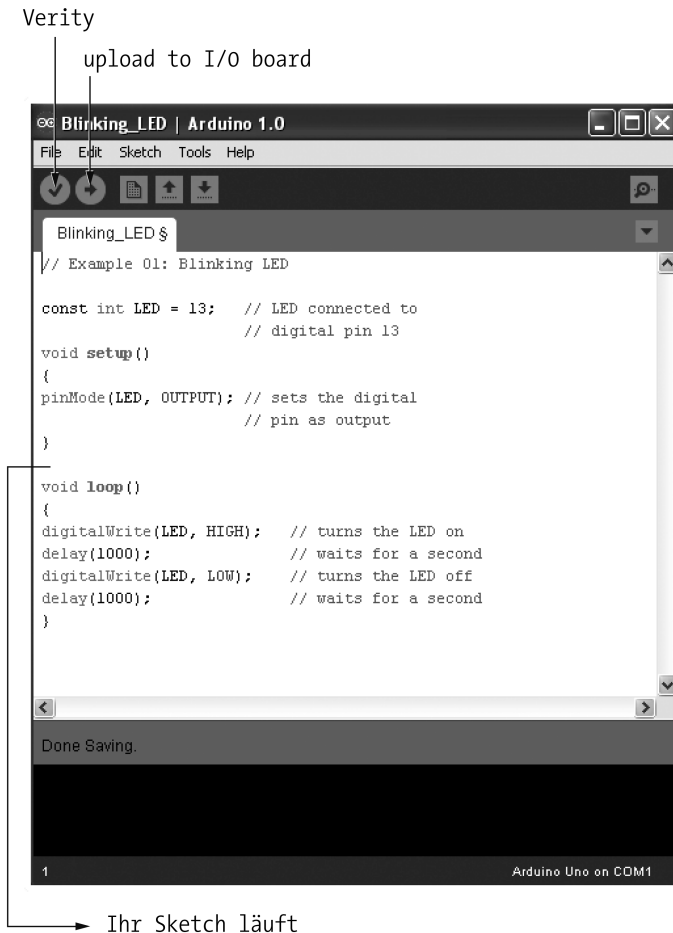 Verity
upload to I/O board
Blinking_LED | Arduino 1.0
File Edit Sketch Tools Help
Blinking_LED §
// Example 01: Blinking LED
const int LED = 13;   // LED connected to
// digital pin 13
void setup()
{
pinMode(LED, OUTPUT); // sets the digital
// pin as output
}
void loop()
{
digitalWrite(LED, HIGH);   // turns the LED on
delay(1000);   // waits for a second
digitalWrite(LED, LOW);   // turns the LED off
delay(1000);   // waits for a second
}
Done Saving.
1 Arduino Uno on COM1
Ihr Sketch läuft